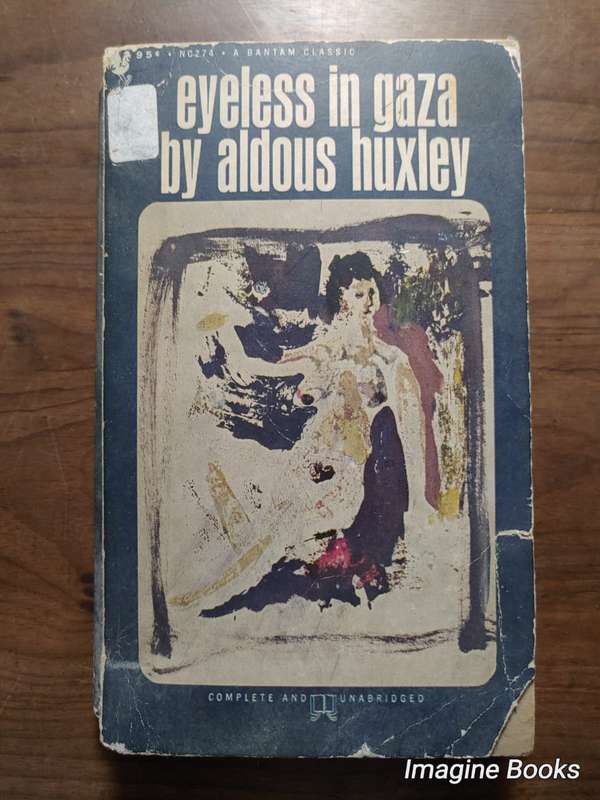 95¢ • NC274 • A BANTAM CLASSIC
eyeless in gaza
by aldous huxley
COMPLETE AND UNABRIDGED
Imagine Books